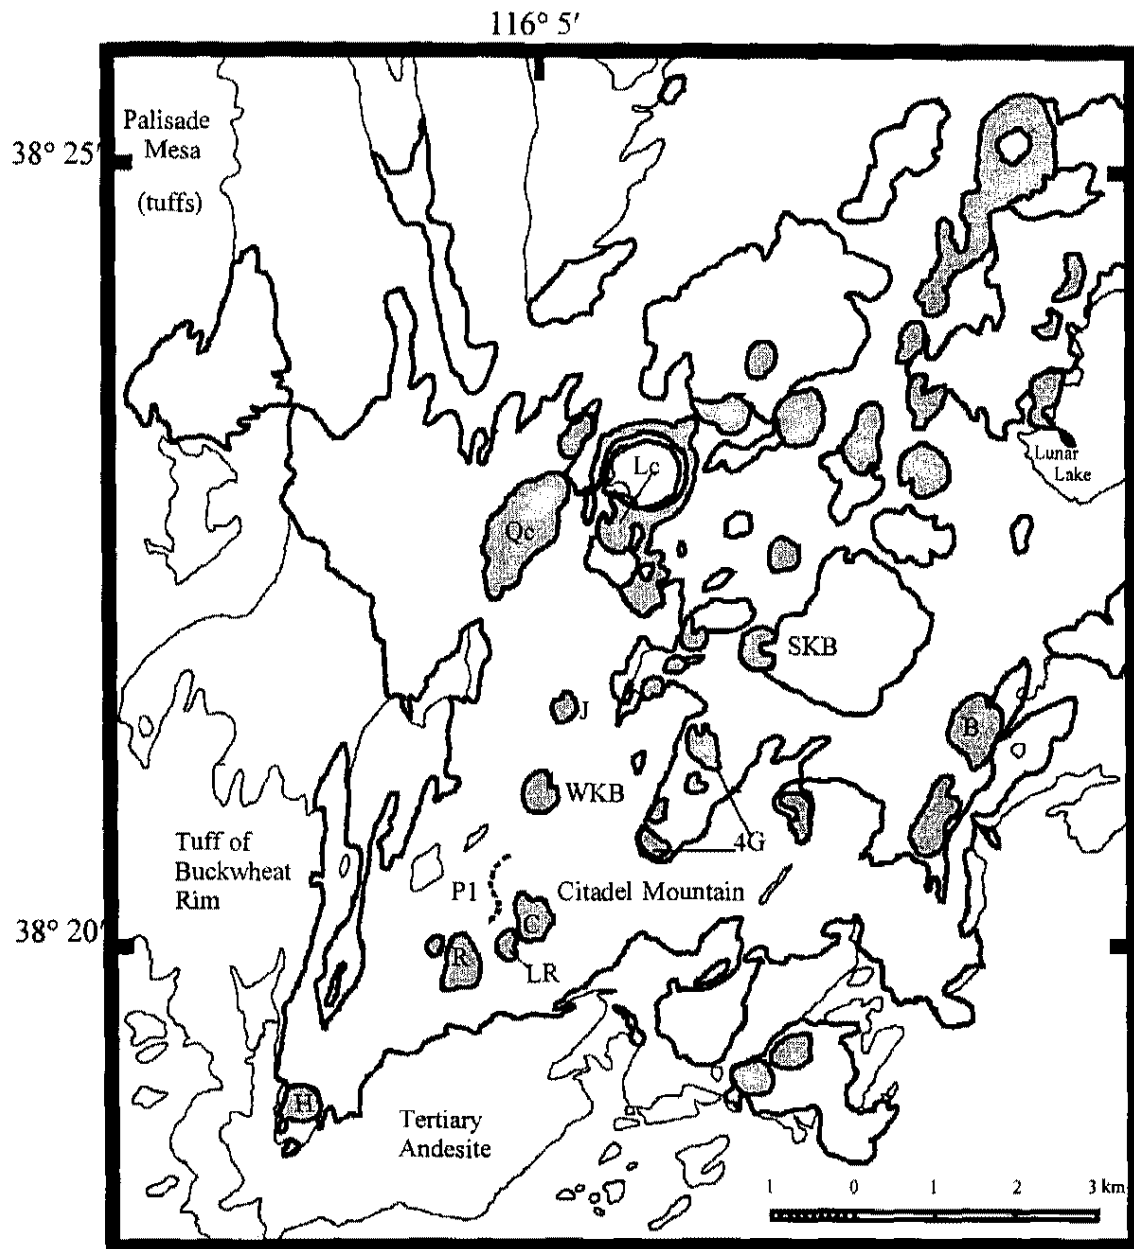 116° 5′
Palisade
Mesa
(tuffs)
38° 25′
Lc
Lunar
Lake
Qc
SKB
J
B
WKB
4G
Tuff of
Buckwheat
Rim
P1
Citadel Mountain
C
38° 20′
R
LR
H
Tertiary
Andesite
1 0 1 2 3 km